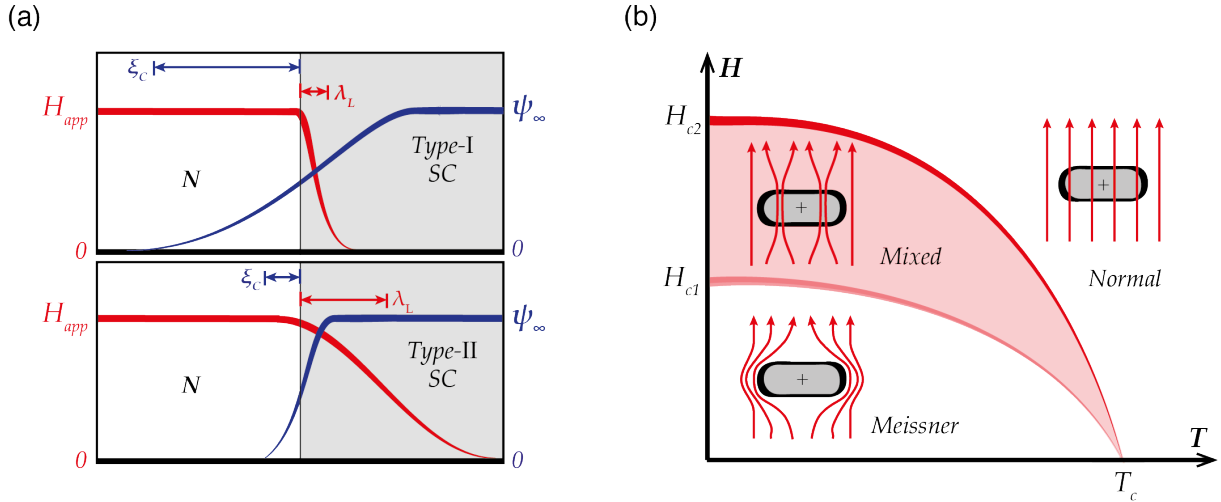 (a)
ξc
λL
Happ
ψ∞
Type-I
SC
N
0
0
ξc
λL
Happ
ψ∞
Type-II
SC
N
0
0
(b)
H
Hc2
+
+
Mixed
Normal
Hc1
+
Meissner
T
Tc